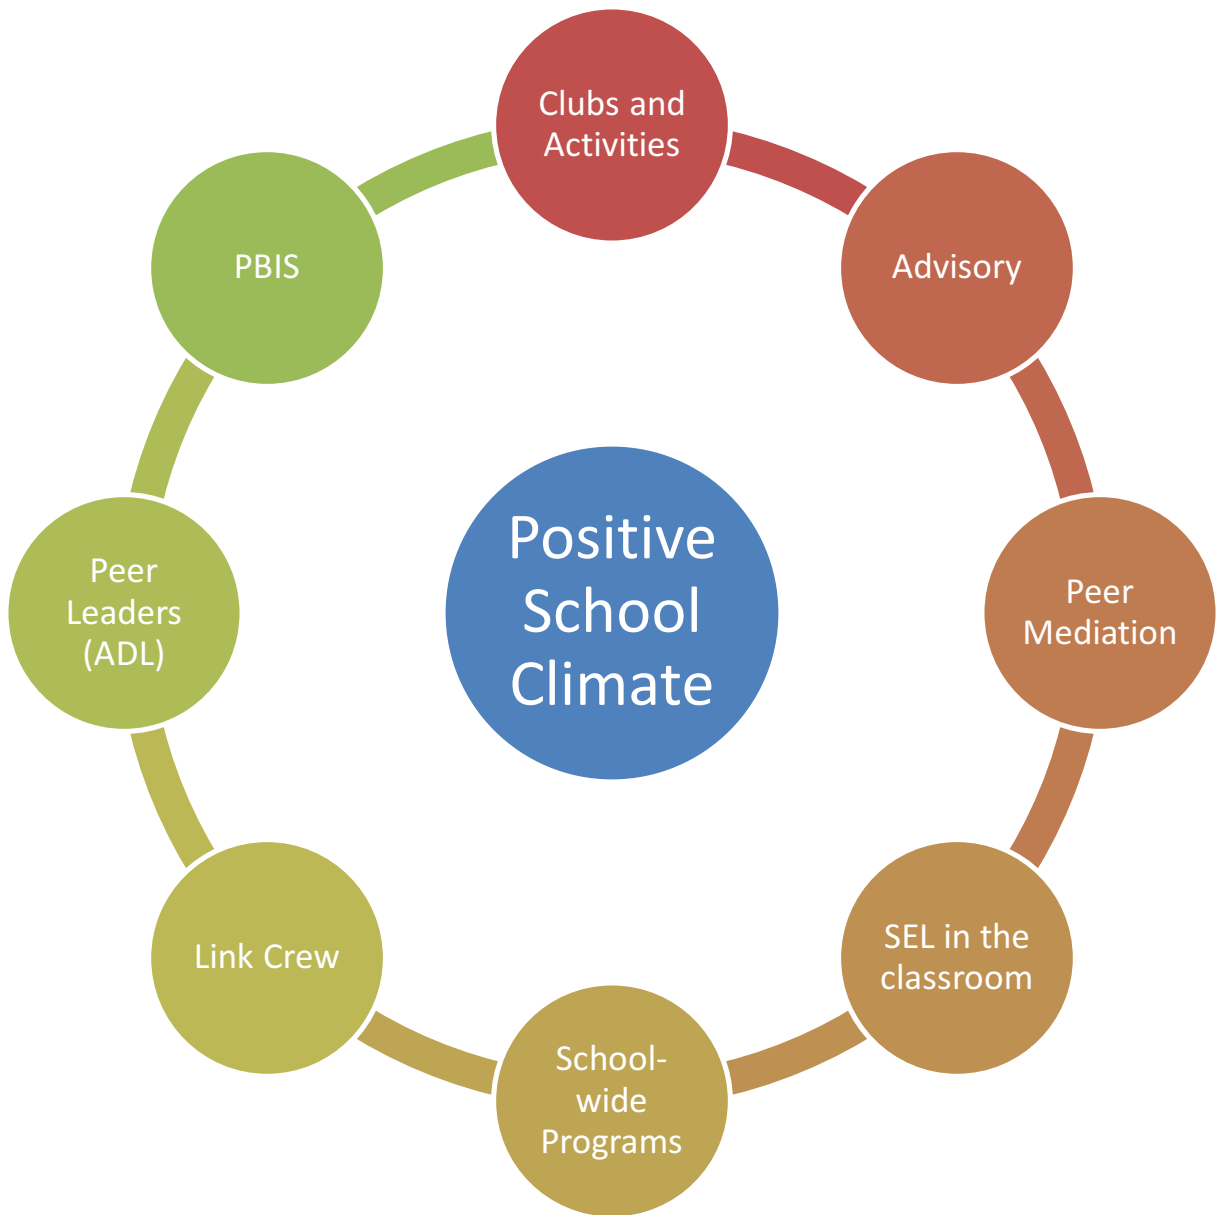 Clubs and
Activities
Advisory
Peer
Mediation
SEL in the
classroom
School-
wide
Programs
Link Crew
Peer
Leaders
(ADL)
PBIS
Positive
School
Climate